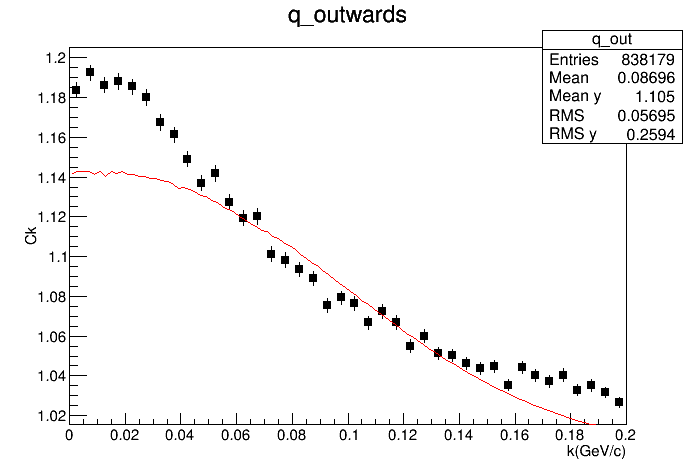 q_outwards
q_out
Entries 838179
Mean 0.08696
Mean y 1.105
RMS 0.05695
RMS y 0.2594
1.2
1.18
1.16
1.14
1.12
1.1
1.08
1.06
1.04
1.02
Ck
0 0.02 0.04 0.06 0.08 0.1 0.12 0.14 0.16 0.18 0.2
k(GeV/c)